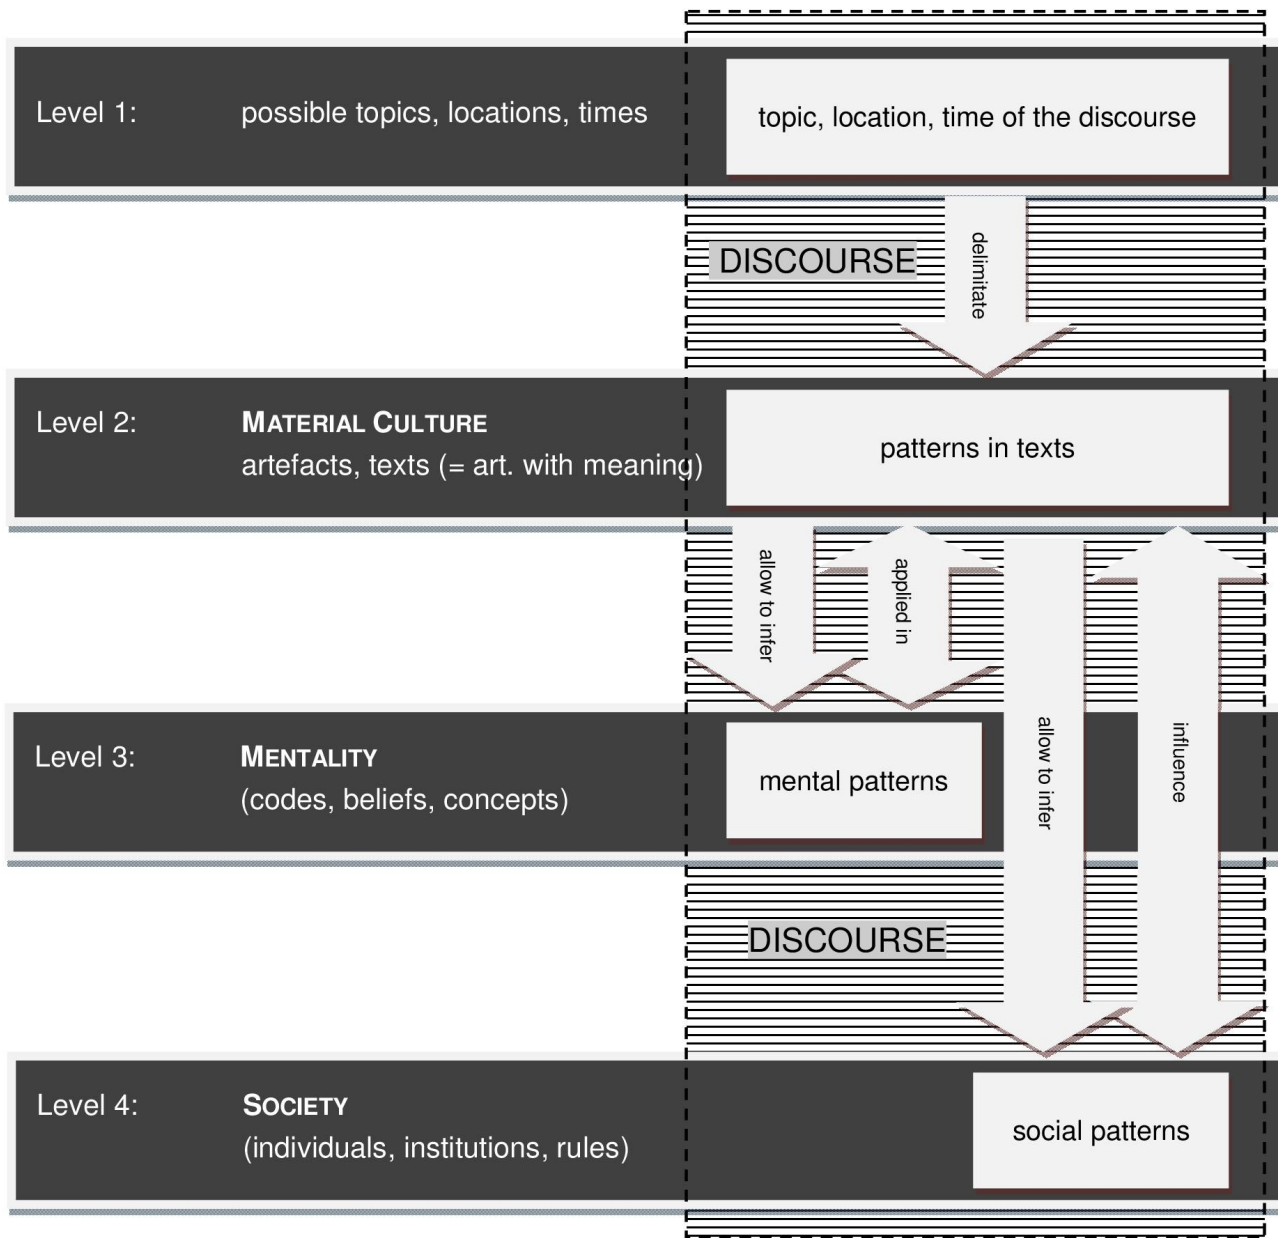 Level 1:
possible topics, locations, times
topic, location, time of the discourse
DISCOURSE
delimitate
Level 2:
MATERIAL CULTURE
artefacts, texts (= art. with meaning)
patterns in texts
allow to infer
applied in
allow to infer
influence
Level 3:
MENTALITY
(codes, beliefs, concepts)
mental patterns
DISCOURSE
Level 4:
SOCIETY
(individuals, institutions, rules)
social patterns